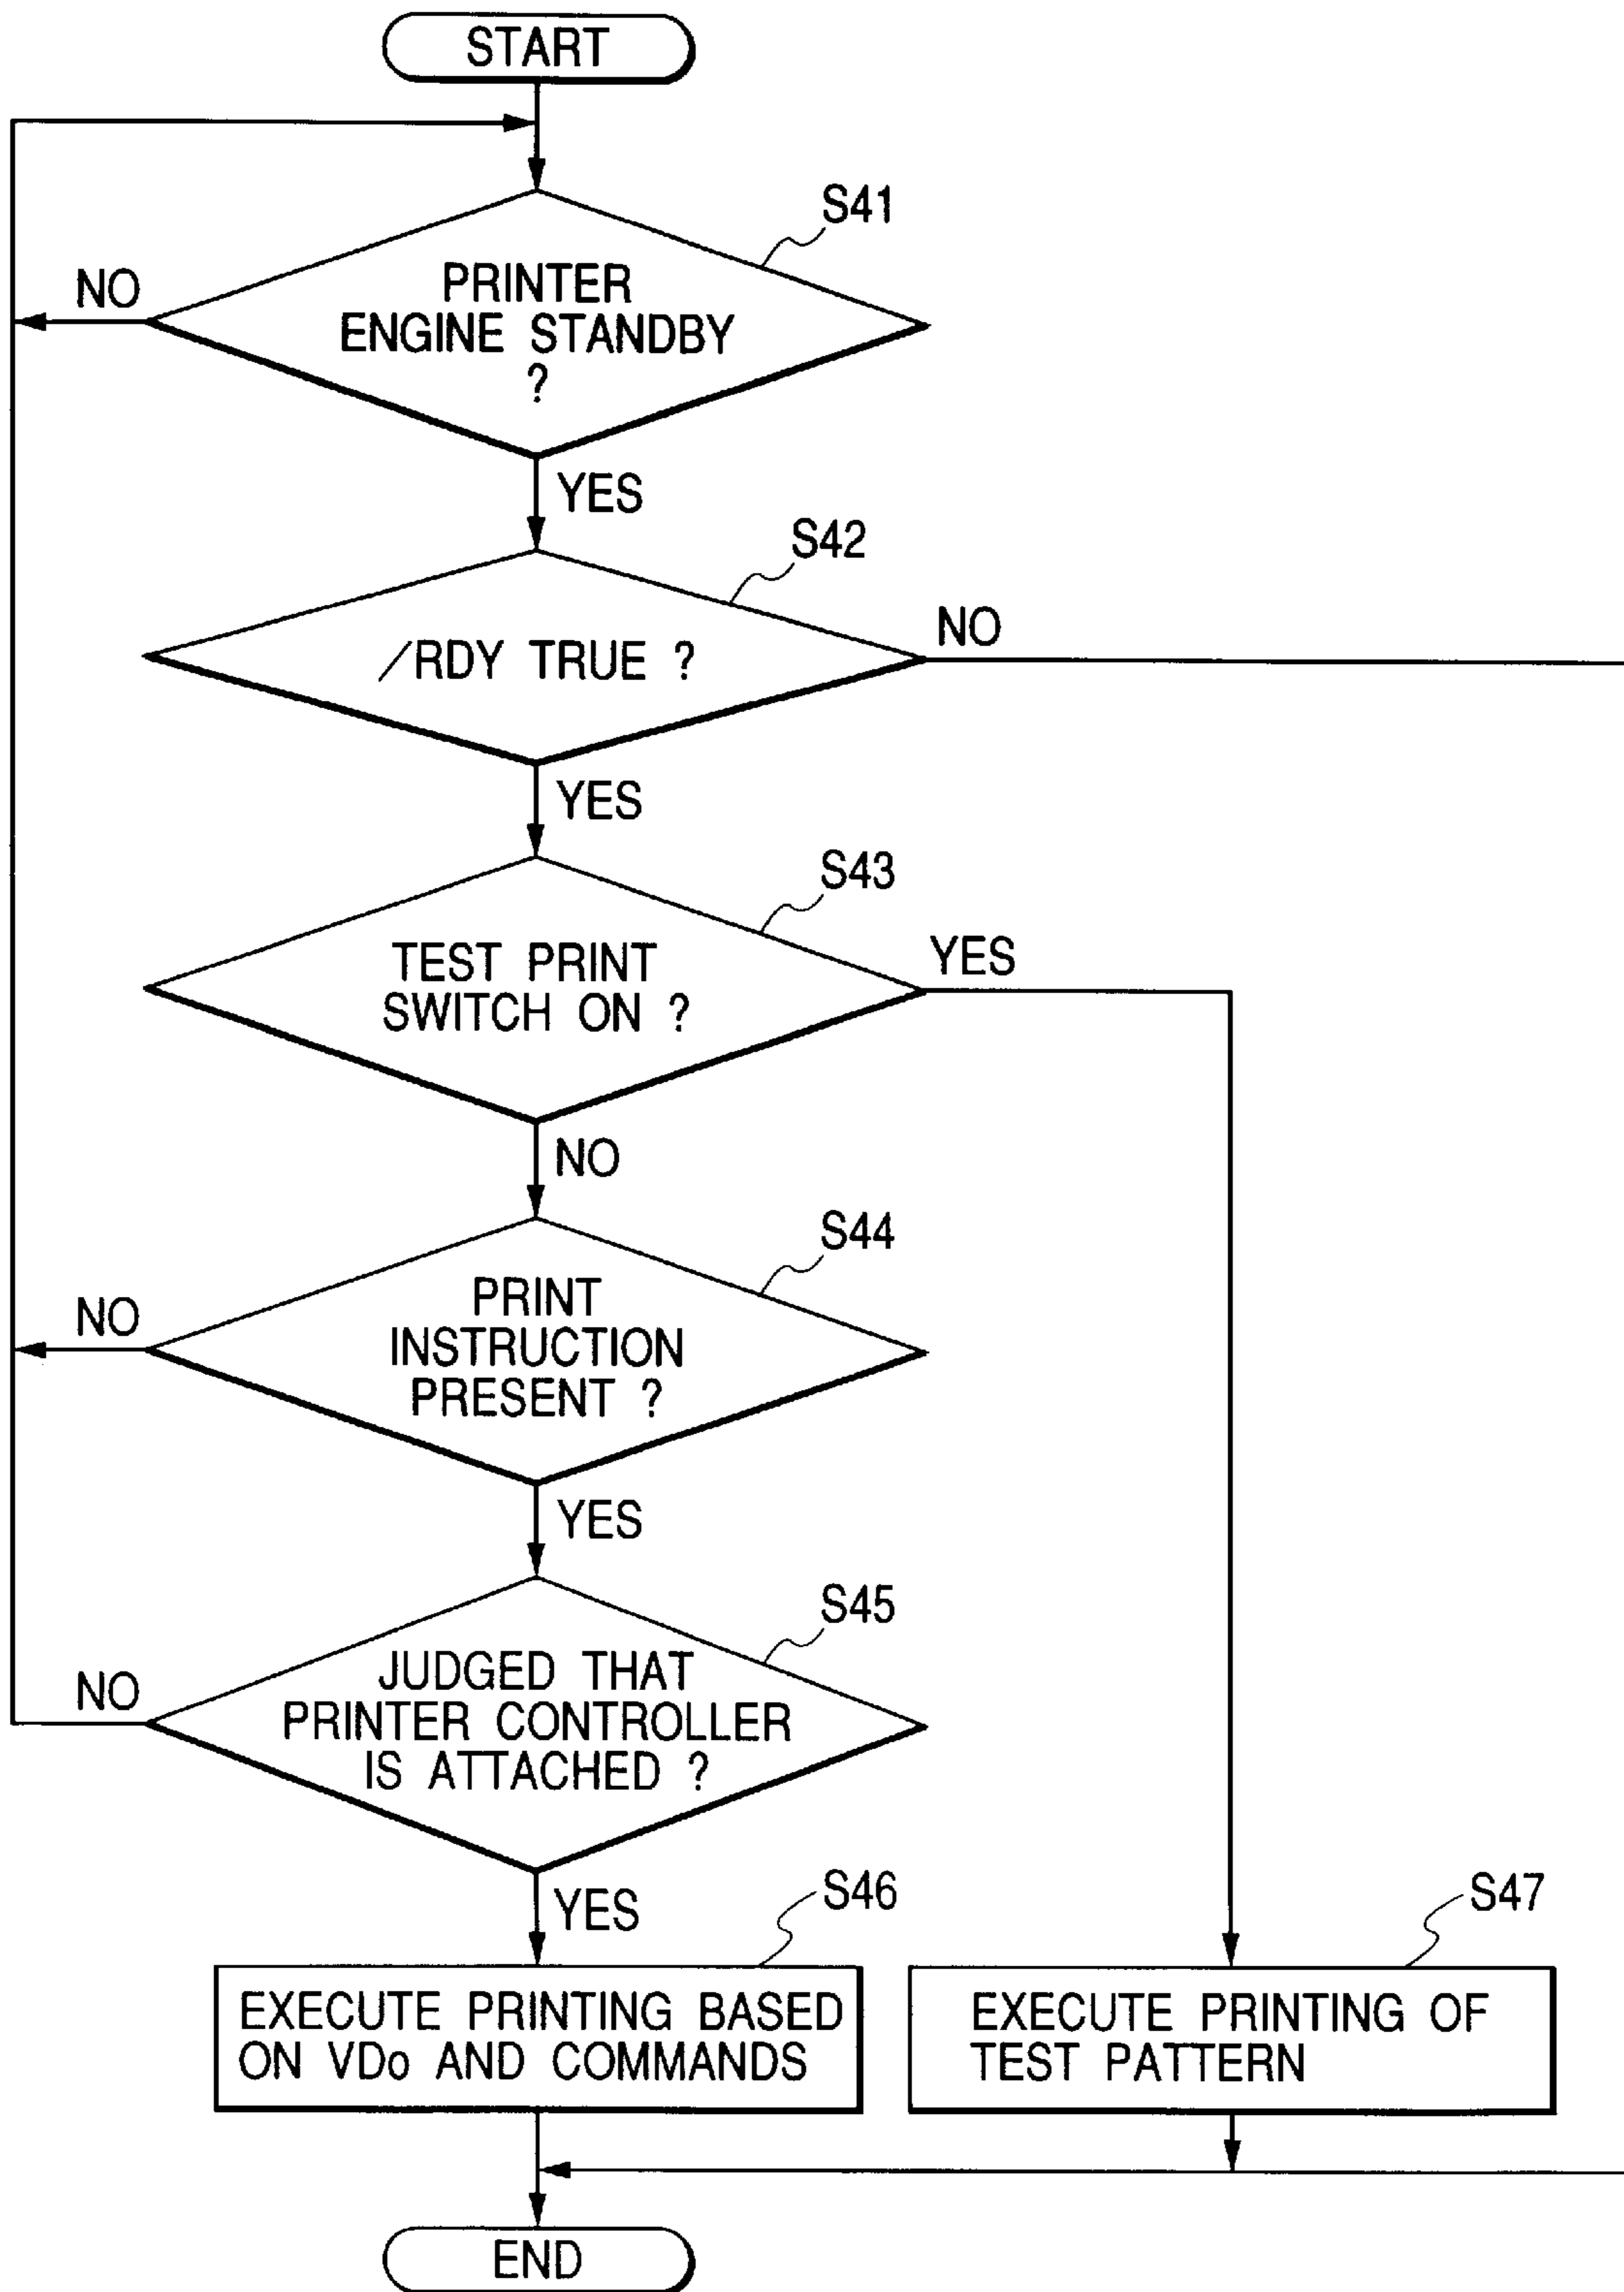 START
S41
NO
PRINTER
ENGINE STANDBY
?
YES
S42
NO
/RDY TRUE ?
YES
S43
YES
TEST PRINT
SWITCH ON ?
NO
S44
NO
PRINT
INSTRUCTION
PRESENT ?
YES
S45
NO
JUDGED THAT
PRINTER CONTROLLER
IS ATTACHED ?
YES
S46
S47
EXECUTE PRINTING BASED
ON VDo AND COMMANDS
EXECUTE PRINTING OF
TEST PATTERN
END